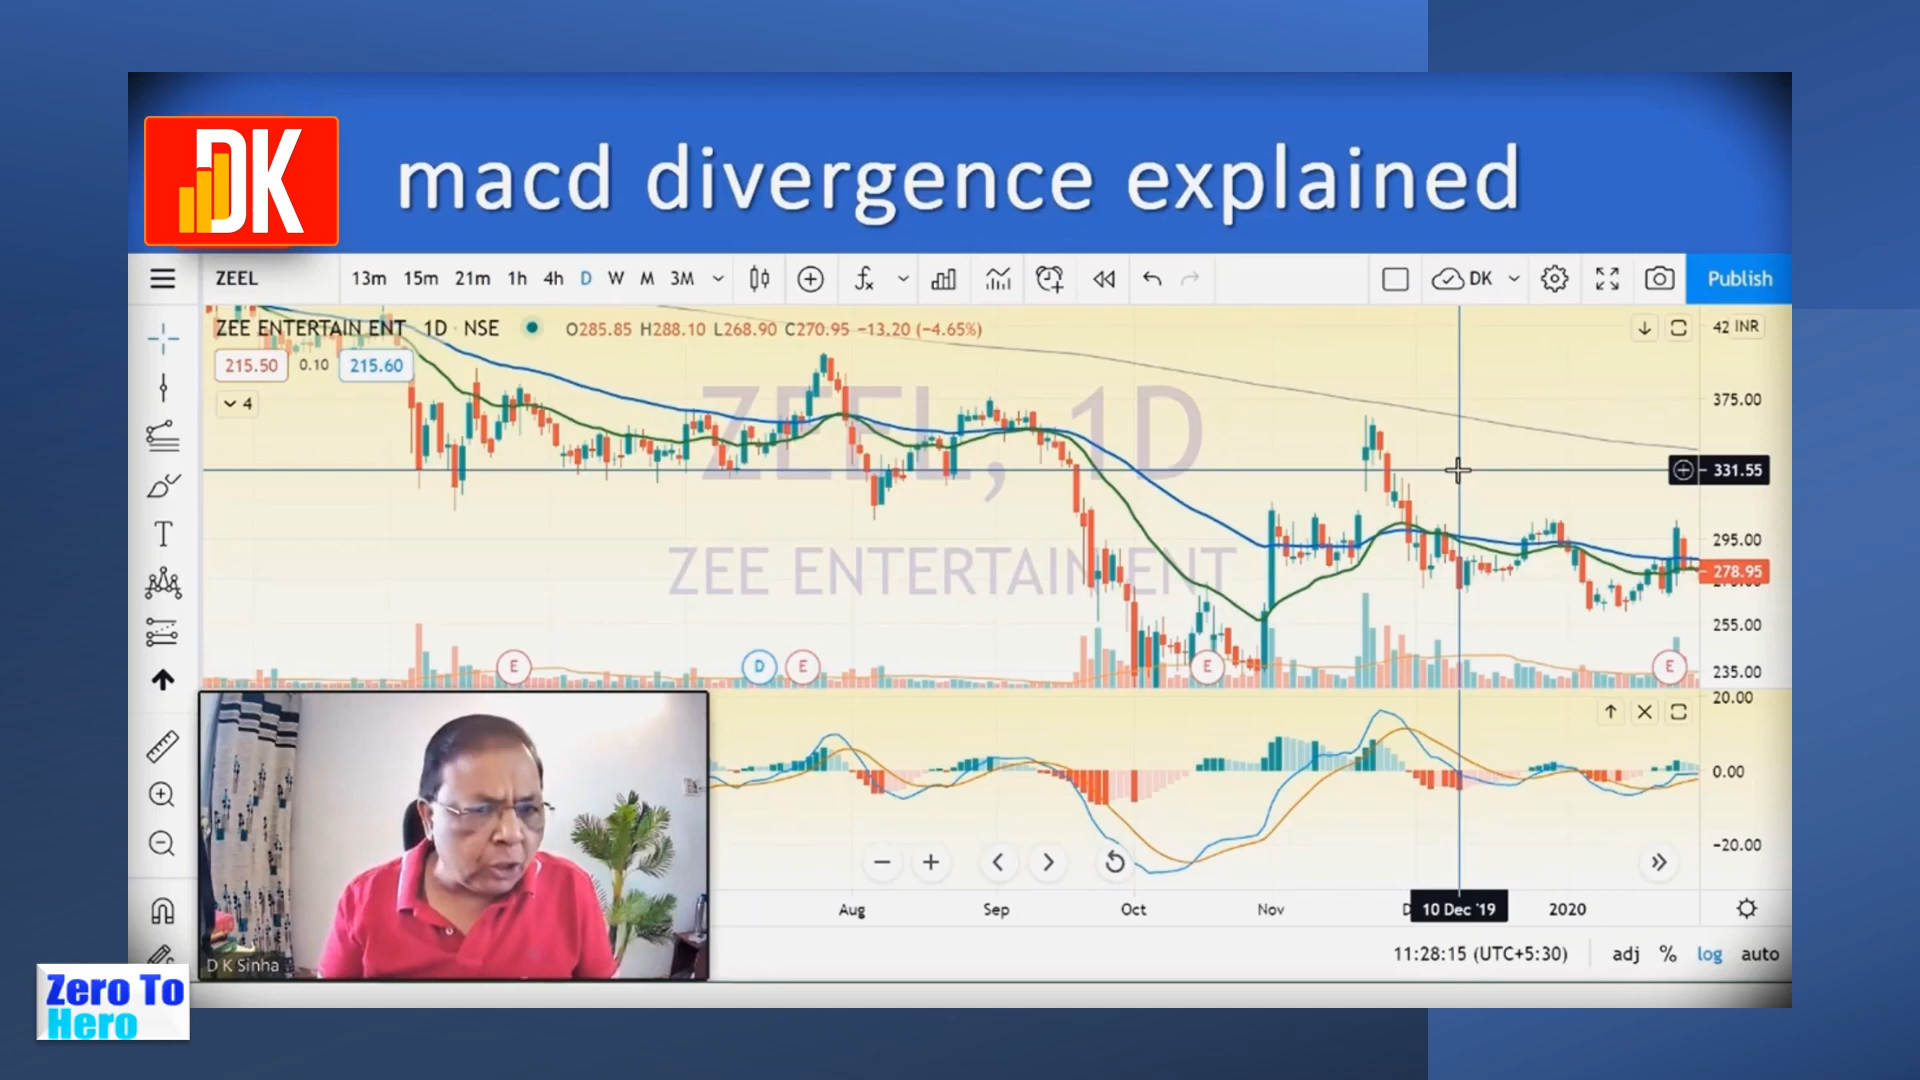 DK
macd divergence explained
ZEEL 13m 15m 21m 1h 4h D W M 3M fx DK Publish
ZEE ENTERTAIN ENT 1D NSE O285.85 H288.10 L268.90 C270.95 −13.20 (−4.65%) 42 INR
215.50 0.10 215.60
4
ZEEL, 1D
ZEE ENTERTAINMENT
375.00
331.55
295.00
278.95
255.00
E D E E E
235.00
20.00
0.00
−20.00
Aug Sep Oct Nov D 10 Dec '19 2020
11:28:15 (UTC+5:30) adj % log auto
D K Sinha
Zero To
Hero